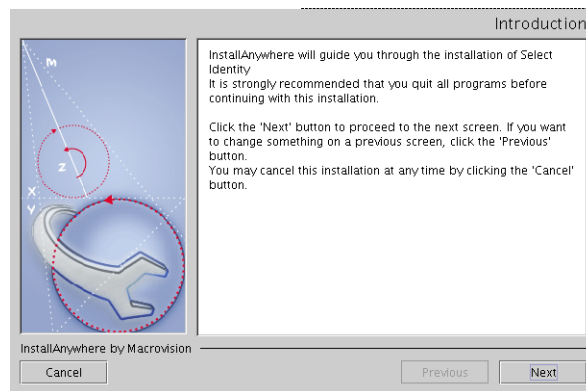 Introduction
M
Z
X
Y
InstallAnywhere will guide you through the installation of Select
Identity
It is strongly recommended that you quit all programs before
continuing with this installation.
Click the 'Next' button to proceed to the next screen. If you want
to change something on a previous screen, click the 'Previous'
button.
You may cancel this installation at any time by clicking the 'Cancel'
button.
InstallAnywhere by Macrovision
Cancel
Previous
Next